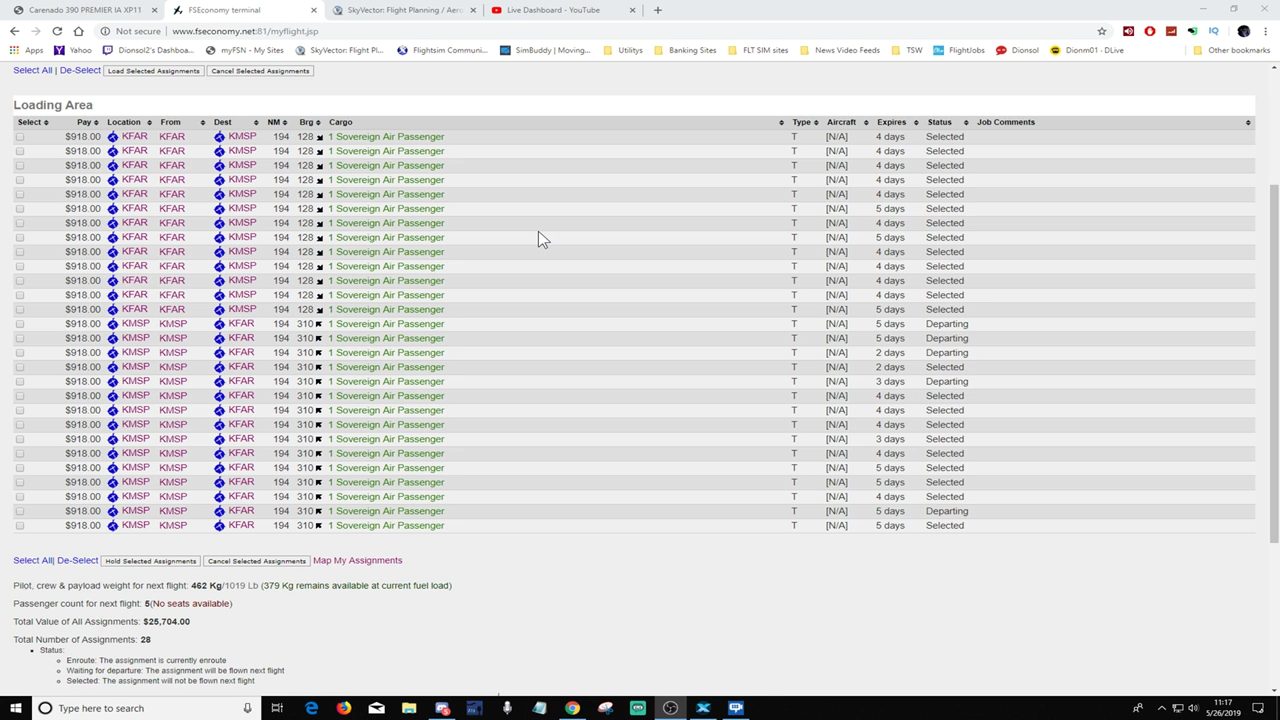 Carenado 390 PREMIER IA XP11
FSEconomy terminal
SkyVector: Flight Planning / Aero
Live Dashboard - YouTube
Not secure | www.fseconomy.net:81/myflight.jsp
Apps Yahoo Dionsol2's Dashboa... myFSN - My Sites SkyVector: Flight Pl... Flightsim Communi... SimBuddy | Moving... Utilitys Banking Sites FLT SIM sites News Video Feeds TSW Flight/Jobs Dionsol Dionm01 - DLive Other bookmarks
Select All | De-Select Load Selected Assignments Cancel Selected Assignments
Loading Area
Select Pay Location From Dest NM Brg Cargo Type Aircraft Expires Status Job Comments
$918.00 KFAR KFAR KMSP 194 128 1 Sovereign Air Passenger T [N/A] 4 days Selected
$918.00 KFAR KFAR KMSP 194 128 1 Sovereign Air Passenger T [N/A] 4 days Selected
$918.00 KFAR KFAR KMSP 194 128 1 Sovereign Air Passenger T [N/A] 4 days Selected
$918.00 KFAR KFAR KMSP 194 128 1 Sovereign Air Passenger T [N/A] 4 days Selected
$918.00 KFAR KFAR KMSP 194 128 1 Sovereign Air Passenger T [N/A] 4 days Selected
$918.00 KFAR KFAR KMSP 194 128 1 Sovereign Air Passenger T [N/A] 5 days Selected
$918.00 KFAR KFAR KMSP 194 128 1 Sovereign Air Passenger T [N/A] 4 days Selected
$918.00 KFAR KFAR KMSP 194 128 1 Sovereign Air Passenger T [N/A] 5 days Selected
$918.00 KFAR KFAR KMSP 194 128 1 Sovereign Air Passenger T [N/A] 4 days Selected
$918.00 KFAR KFAR KMSP 194 128 1 Sovereign Air Passenger T [N/A] 4 days Selected
$918.00 KFAR KFAR KMSP 194 128 1 Sovereign Air Passenger T [N/A] 4 days Selected
$918.00 KFAR KFAR KMSP 194 128 1 Sovereign Air Passenger T [N/A] 4 days Selected
$918.00 KFAR KFAR KMSP 194 128 1 Sovereign Air Passenger T [N/A] 5 days Selected
$918.00 KMSP KMSP KFAR 194 310 1 Sovereign Air Passenger T [N/A] 5 days Departing
$918.00 KMSP KMSP KFAR 194 310 1 Sovereign Air Passenger T [N/A] 5 days Departing
$918.00 KMSP KMSP KFAR 194 310 1 Sovereign Air Passenger T [N/A] 2 days Departing
$918.00 KMSP KMSP KFAR 194 310 1 Sovereign Air Passenger T [N/A] 2 days Selected
$918.00 KMSP KMSP KFAR 194 310 1 Sovereign Air Passenger T [N/A] 3 days Departing
$918.00 KMSP KMSP KFAR 194 310 1 Sovereign Air Passenger T [N/A] 4 days Selected
$918.00 KMSP KMSP KFAR 194 310 1 Sovereign Air Passenger T [N/A] 4 days Selected
$918.00 KMSP KMSP KFAR 194 310 1 Sovereign Air Passenger T [N/A] 4 days Selected
$918.00 KMSP KMSP KFAR 194 310 1 Sovereign Air Passenger T [N/A] 3 days Selected
$918.00 KMSP KMSP KFAR 194 310 1 Sovereign Air Passenger T [N/A] 4 days Selected
$918.00 KMSP KMSP KFAR 194 310 1 Sovereign Air Passenger T [N/A] 5 days Selected
$918.00 KMSP KMSP KFAR 194 310 1 Sovereign Air Passenger T [N/A] 5 days Selected
$918.00 KMSP KMSP KFAR 194 310 1 Sovereign Air Passenger T [N/A] 4 days Selected
$918.00 KMSP KMSP KFAR 194 310 1 Sovereign Air Passenger T [N/A] 5 days Departing
$918.00 KMSP KMSP KFAR 194 310 1 Sovereign Air Passenger T [N/A] 5 days Selected
Select All| De-Select Hold Selected Assignments Cancel Selected Assignments Map My Assignments
Pilot, crew & payload weight for next flight: 462 Kg/1019 Lb (379 Kg remains available at current fuel load)
Passenger count for next flight: 5(No seats available)
Total Value of All Assignments: $25,704.00
Total Number of Assignments: 28
Status:
Enroute: The assignment is currently enroute
Waiting for departure: The assignment will be flown next flight
Selected: The assignment will not be flown next flight
Type here to search
11:17
5/26/2019